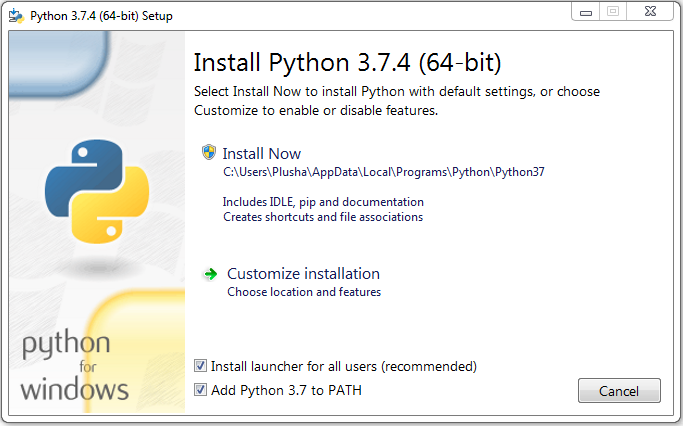 Python 3.7.4 (64-bit) Setup
Install Python 3.7.4 (64-bit)
Select Install Now to install Python with default settings, or choose
Customize to enable or disable features.
Install Now
C:\Users\Plusha\AppData\Local\Programs\Python\Python37
Includes IDLE, pip and documentation
Creates shortcuts and file associations
Customize installation
Choose location and features
python
for
windows
Install launcher for all users (recommended)
Add Python 3.7 to PATH
Cancel